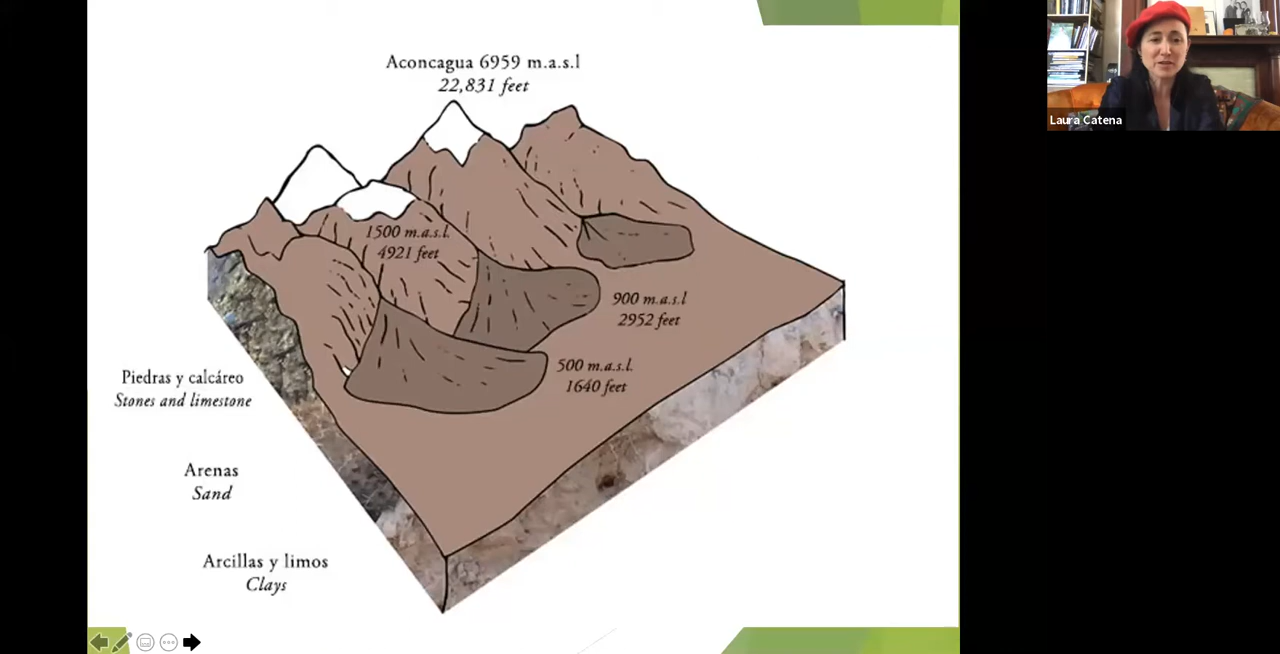 Aconcagua 6959 m.a.s.l
22,831 feet
1500 m.a.s.l.
4921 feet
900 m.a.s.l
2952 feet
500 m.a.s.l.
1640 feet
Piedras y calcáreo
Stones and limestone
Arenas
Sand
Arcillas y limos
Clays
Laura Catena